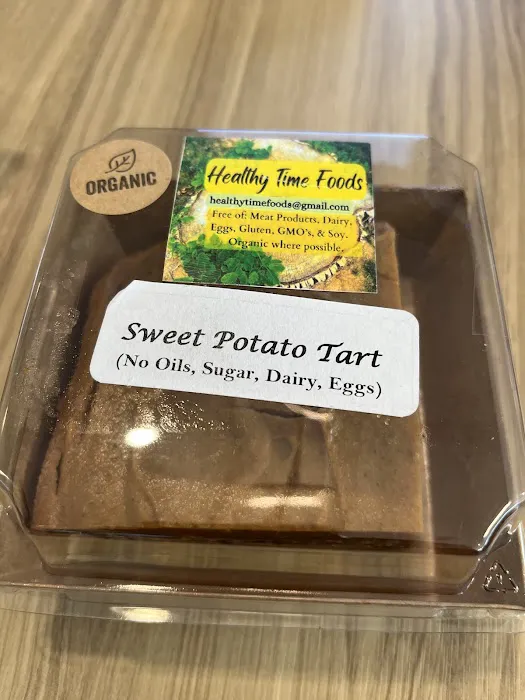 ORGANIC
Healthy Time Foods
healthytimefoods@gmail.com
Free of: Meat Products, Dairy,
Eggs, Gluten, GMO's, & Soy.
Organic where possible.
Sweet Potato Tart
(No Oils, Sugar, Dairy, Eggs)